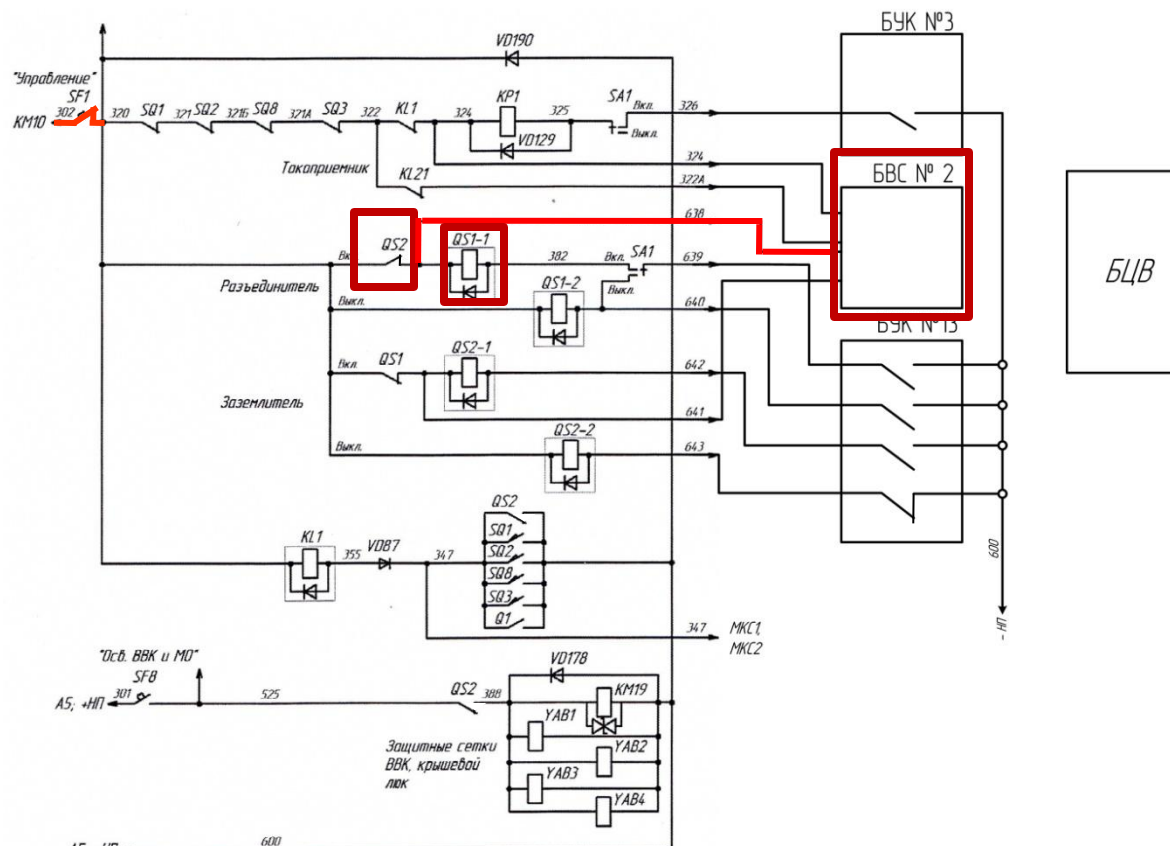 БУК №3
VD190
"Управление"
SF1
KM10 302 320 SQ1 321 SQ2 321Б SQ8 321А SQ3 322 KL1 324 KP1 325 SA1 Вкл. 326
Выкл.
VD129
324
Токоприемник
KL21
322А
БВС № 2
638
QS2 QS1-1 382 Вкл. SA1 639
Разъединитель
Выкл. QS1-2 Выкл. 640
БЦВ
БУК №13
Вкл. QS1 QS2-1 642
Заземлитель
641
Выкл. QS2-2 643
QS2
KL1 355 VD87 347 SQ1
SQ2
SQ8
SQ3
Q1
347 МКС1,
МКС2
600
- НП
"Осв. ВВК и МО"
SF8
А5; +НП 301 525 QS2 388
VD178
KM19
YAB1
YAB2
YAB3
YAB4
Защитные сетки
ВВК, крышевой
люк
600